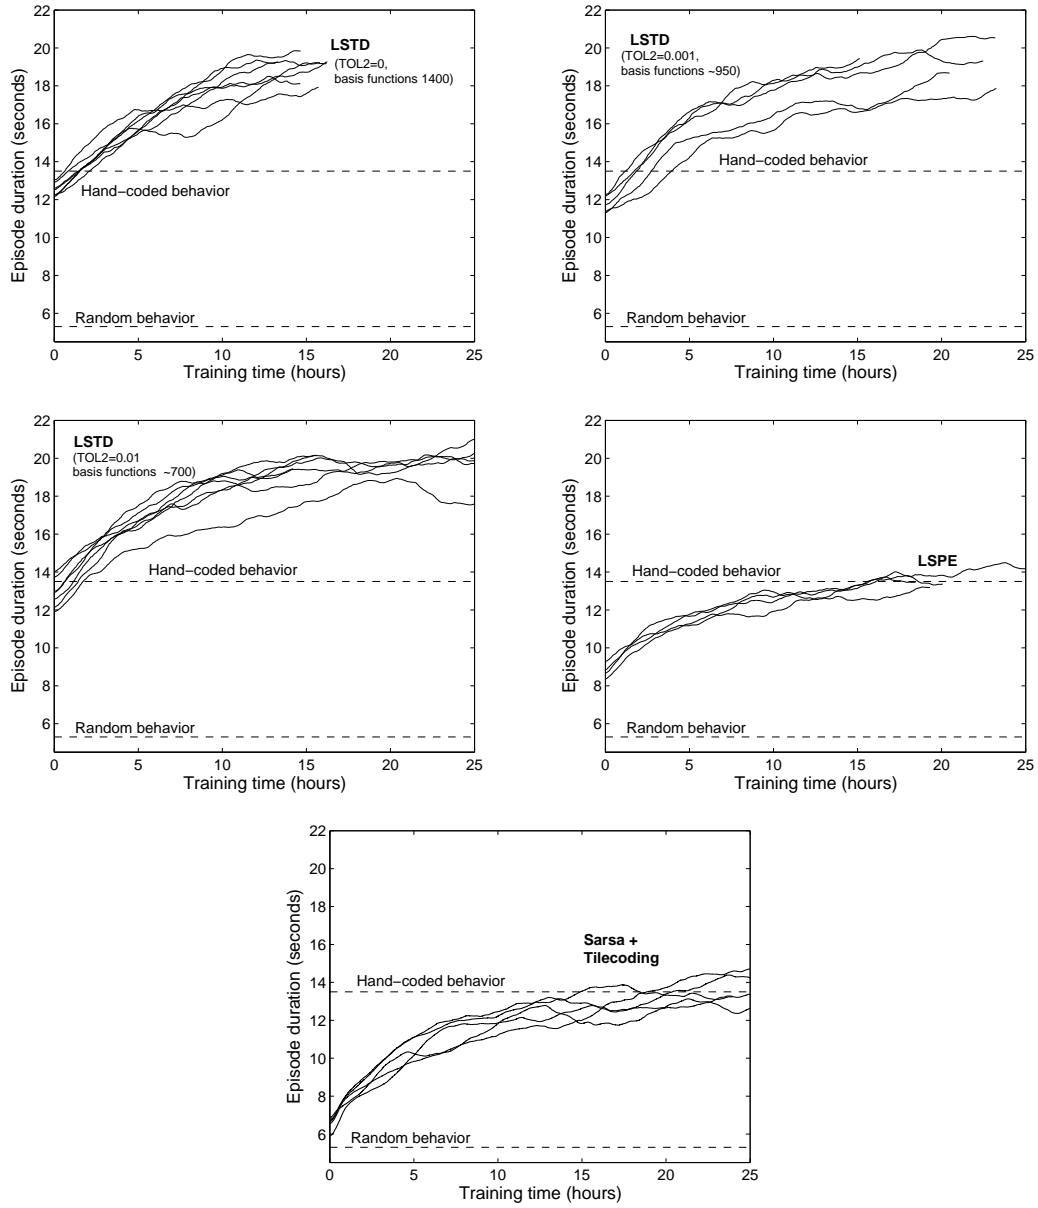 22
20
18
16
14
12
10
8
6
Episode duration (seconds)
LSTD
(TOL2=0,
basis functions 1400)
Hand−coded behavior
Random behavior
0 5 10 15 20 25
Training time (hours)
22
20
18
16
14
12
10
8
6
Episode duration (seconds)
LSTD
(TOL2=0.001,
basis functions ~950)
Hand−coded behavior
Random behavior
0 5 10 15 20 25
Training time (hours)
22
20
18
16
14
12
10
8
6
Episode duration (seconds)
LSTD
(TOL2=0.01
basis functions ~700)
Hand−coded behavior
Random behavior
0 5 10 15 20 25
Training time (hours)
22
20
18
16
14
12
10
8
6
Episode duration (seconds)
LSPE
Hand−coded behavior
Random behavior
0 5 10 15 20 25
Training time (hours)
22
20
18
16
14
12
10
8
6
Episode duration (seconds)
Sarsa +
Tilecoding
Hand−coded behavior
Random behavior
0 5 10 15 20 25
Training time (hours)